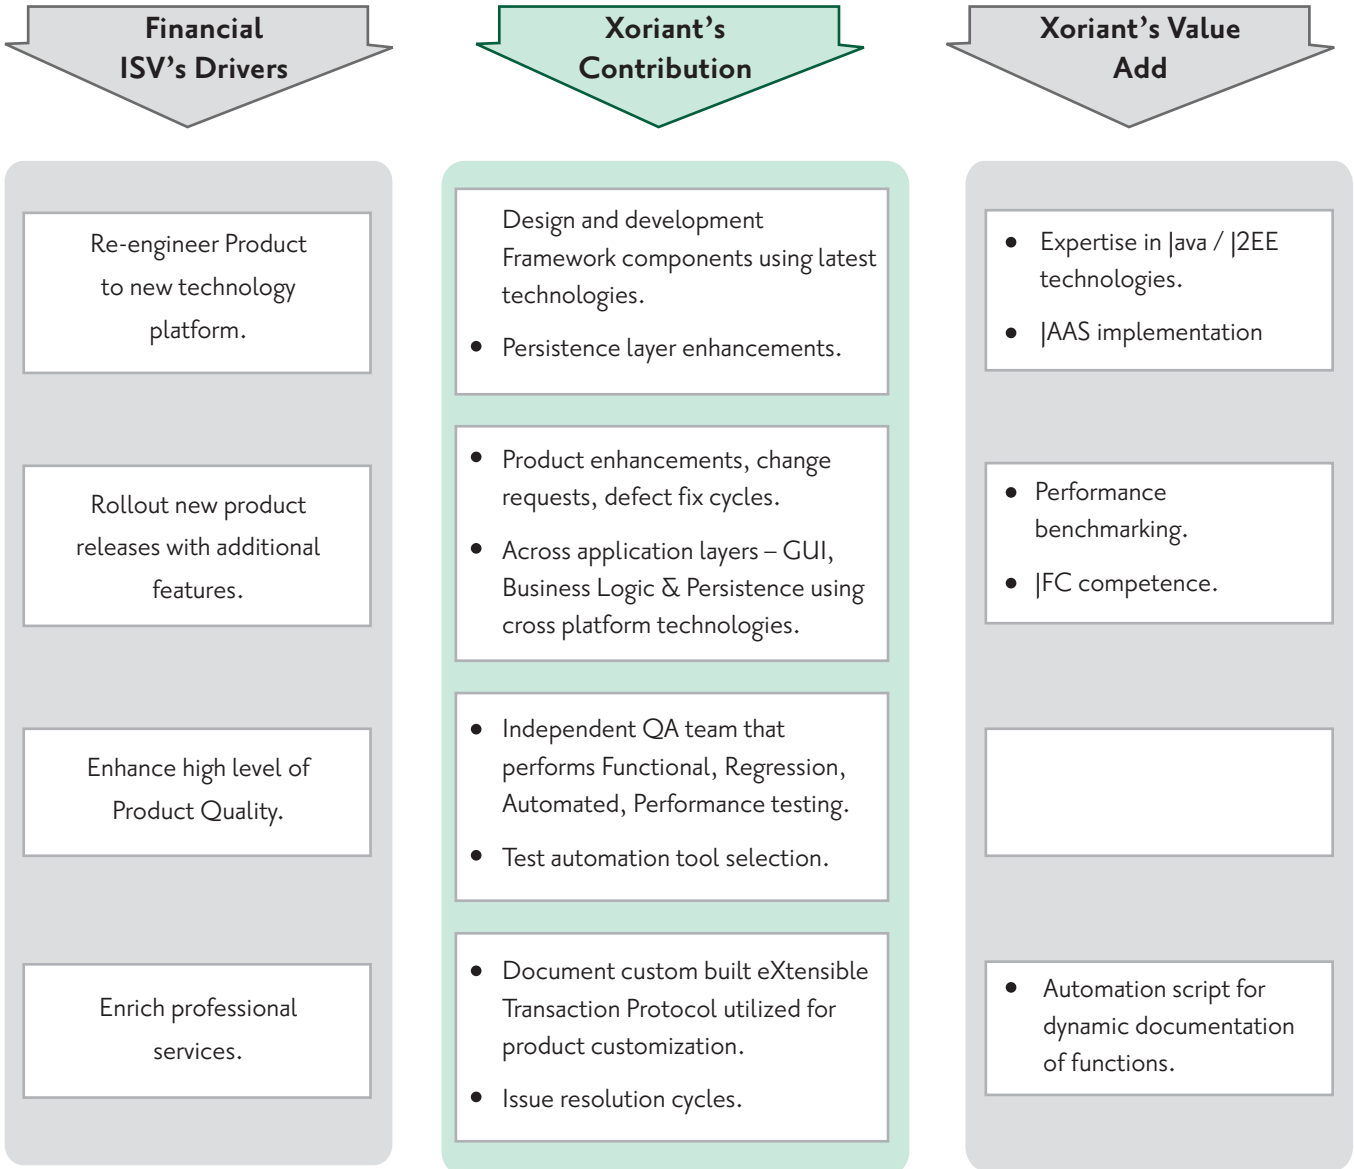 Financial
ISV's Drivers
Xoriant's
Contribution
Xoriant's Value
Add
Re-engineer Product
to new technology
platform.
Design and development
Framework components using latest
technologies.
• Persistence layer enhancements.
• Expertise in Java / J2EE
technologies.
• JAAS implementation
Rollout new product
releases with additional
features.
• Product enhancements, change
requests, defect fix cycles.
• Across application layers – GUI,
Business Logic & Persistence using
cross platform technologies.
• Performance
benchmarking.
• JFC competence.
Enhance high level of
Product Quality.
• Independent QA team that
performs Functional, Regression,
Automated, Performance testing.
• Test automation tool selection.
Enrich professional
services.
• Document custom built eXtensible
Transaction Protocol utilized for
product customization.
• Issue resolution cycles.
• Automation script for
dynamic documentation
of functions.